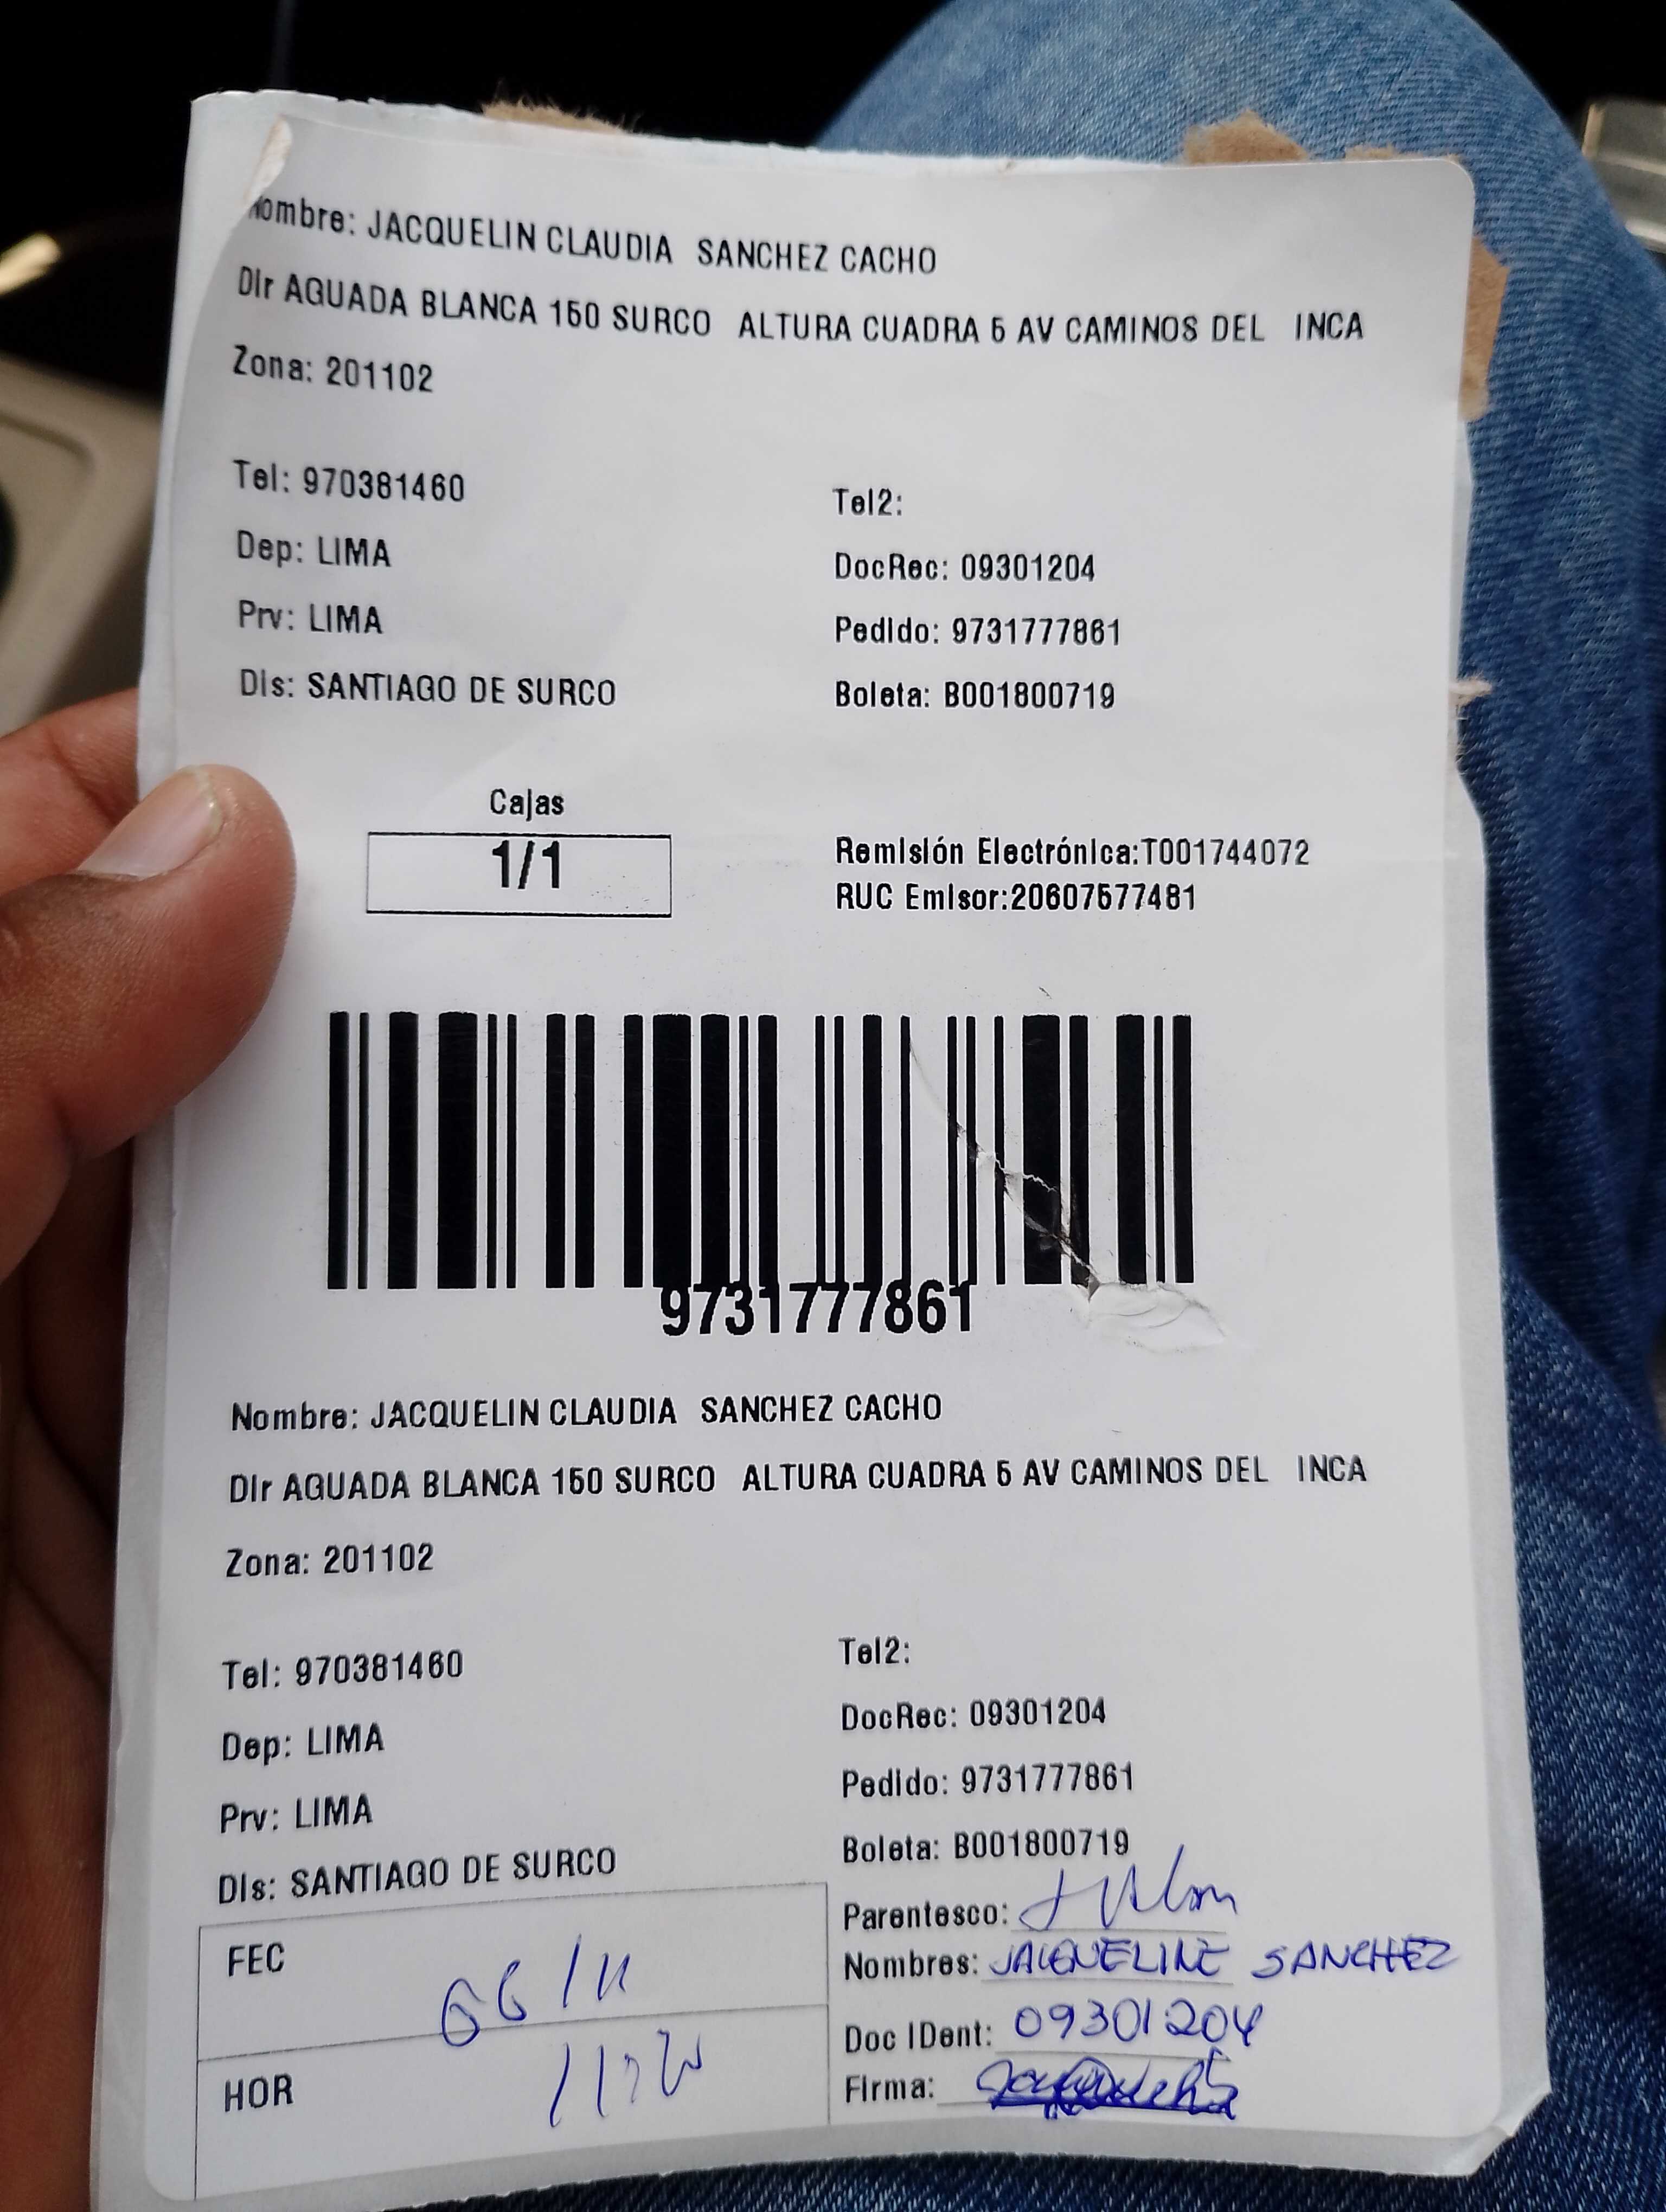 Nombre: JACQUELIN CLAUDIA SANCHEZ CACHO
Dir AGUADA BLANCA 150 SURCO ALTURA CUADRA 5 AV CAMINOS DEL INCA
Zona: 201102
Tel: 970381460
Tel2:
Dep: LIMA
DocRec: 09301204
Prv: LIMA
Pedido: 9731777861
Dis: SANTIAGO DE SURCO
Boleta: B001800719
Cajas
1/1
Remisión Electrónica:T001744072
RUC Emisor:20607577481
9731777861
Nombre: JACQUELIN CLAUDIA SANCHEZ CACHO
Dir AGUADA BLANCA 150 SURCO ALTURA CUADRA 5 AV CAMINOS DEL INCA
Zona: 201102
Tel: 970381460
Tel2:
Dep: LIMA
DocRec: 09301204
Prv: LIMA
Pedido: 9731777861
Dis: SANTIAGO DE SURCO
Boleta: B001800719
Parentesco:
FEC
Nombres: JACQUELINE SANCHEZ
Doc IDent: 09301204
HOR
Firma: